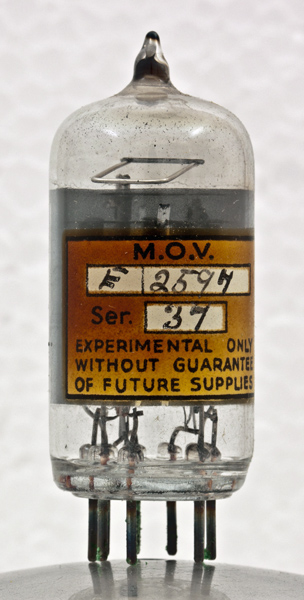 M.O.V.
E 2597
Ser. 37
EXPERIMENTAL ONLY
WITHOUT GUARANTEE
OF FUTURE SUPPLIES